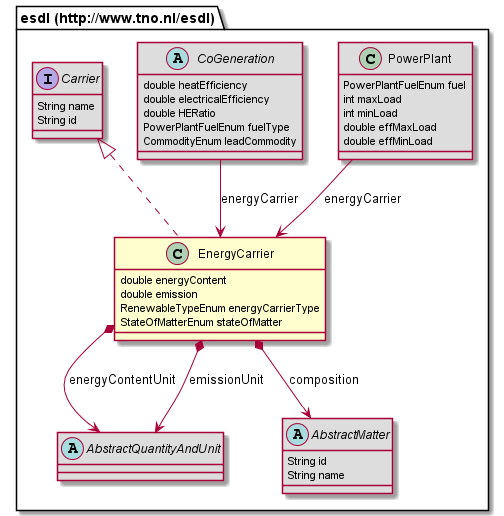 esdl (http://www.tno.nl/esdl)
I Carrier
String name
String id
A CoGeneration
double heatEfficiency
double electricalEfficiency
double HERatio
PowerPlantFuelEnum fuelType
CommodityEnum leadCommodity
C PowerPlant
PowerPlantFuelEnum fuel
int maxLoad
int minLoad
double effMaxLoad
double effMinLoad
energyCarrier
energyCarrier
C EnergyCarrier
double energyContent
double emission
RenewableTypeEnum energyCarrierType
StateOfMatterEnum stateOfMatter
energyContentUnit
emissionUnit
composition
A AbstractQuantityAndUnit
A AbstractMatter
String id
String name